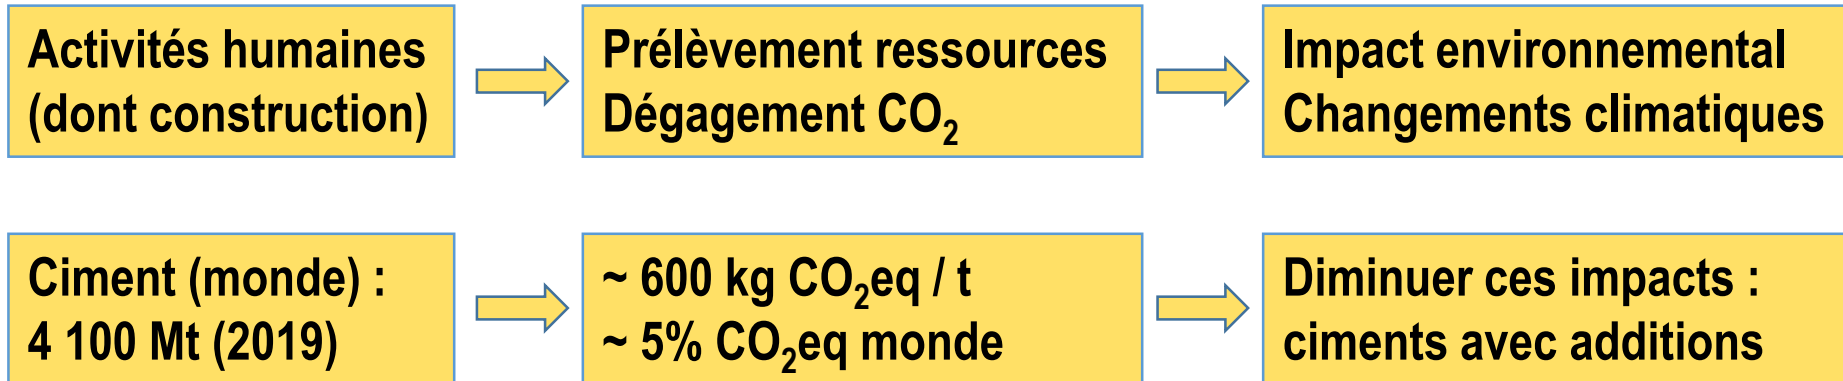 Activités humaines
(dont construction)
Prélèvement ressources
Dégagement CO₂
Impact environnemental
Changements climatiques
Ciment (monde) :
4 100 Mt (2019)
~ 600 kg CO₂eq / t
~ 5% CO₂eq monde
Diminuer ces impacts :
ciments avec additions